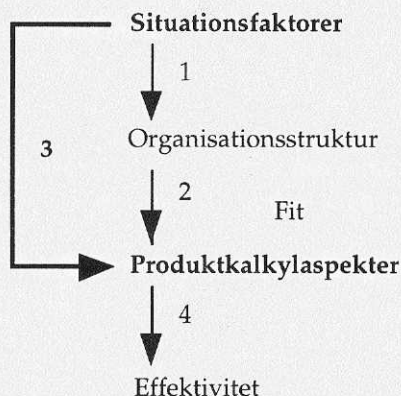 Situationsfaktorer
1
Organisationsstruktur
3
2
Fit
Produktkalkylaspekter
4
Effektivitet